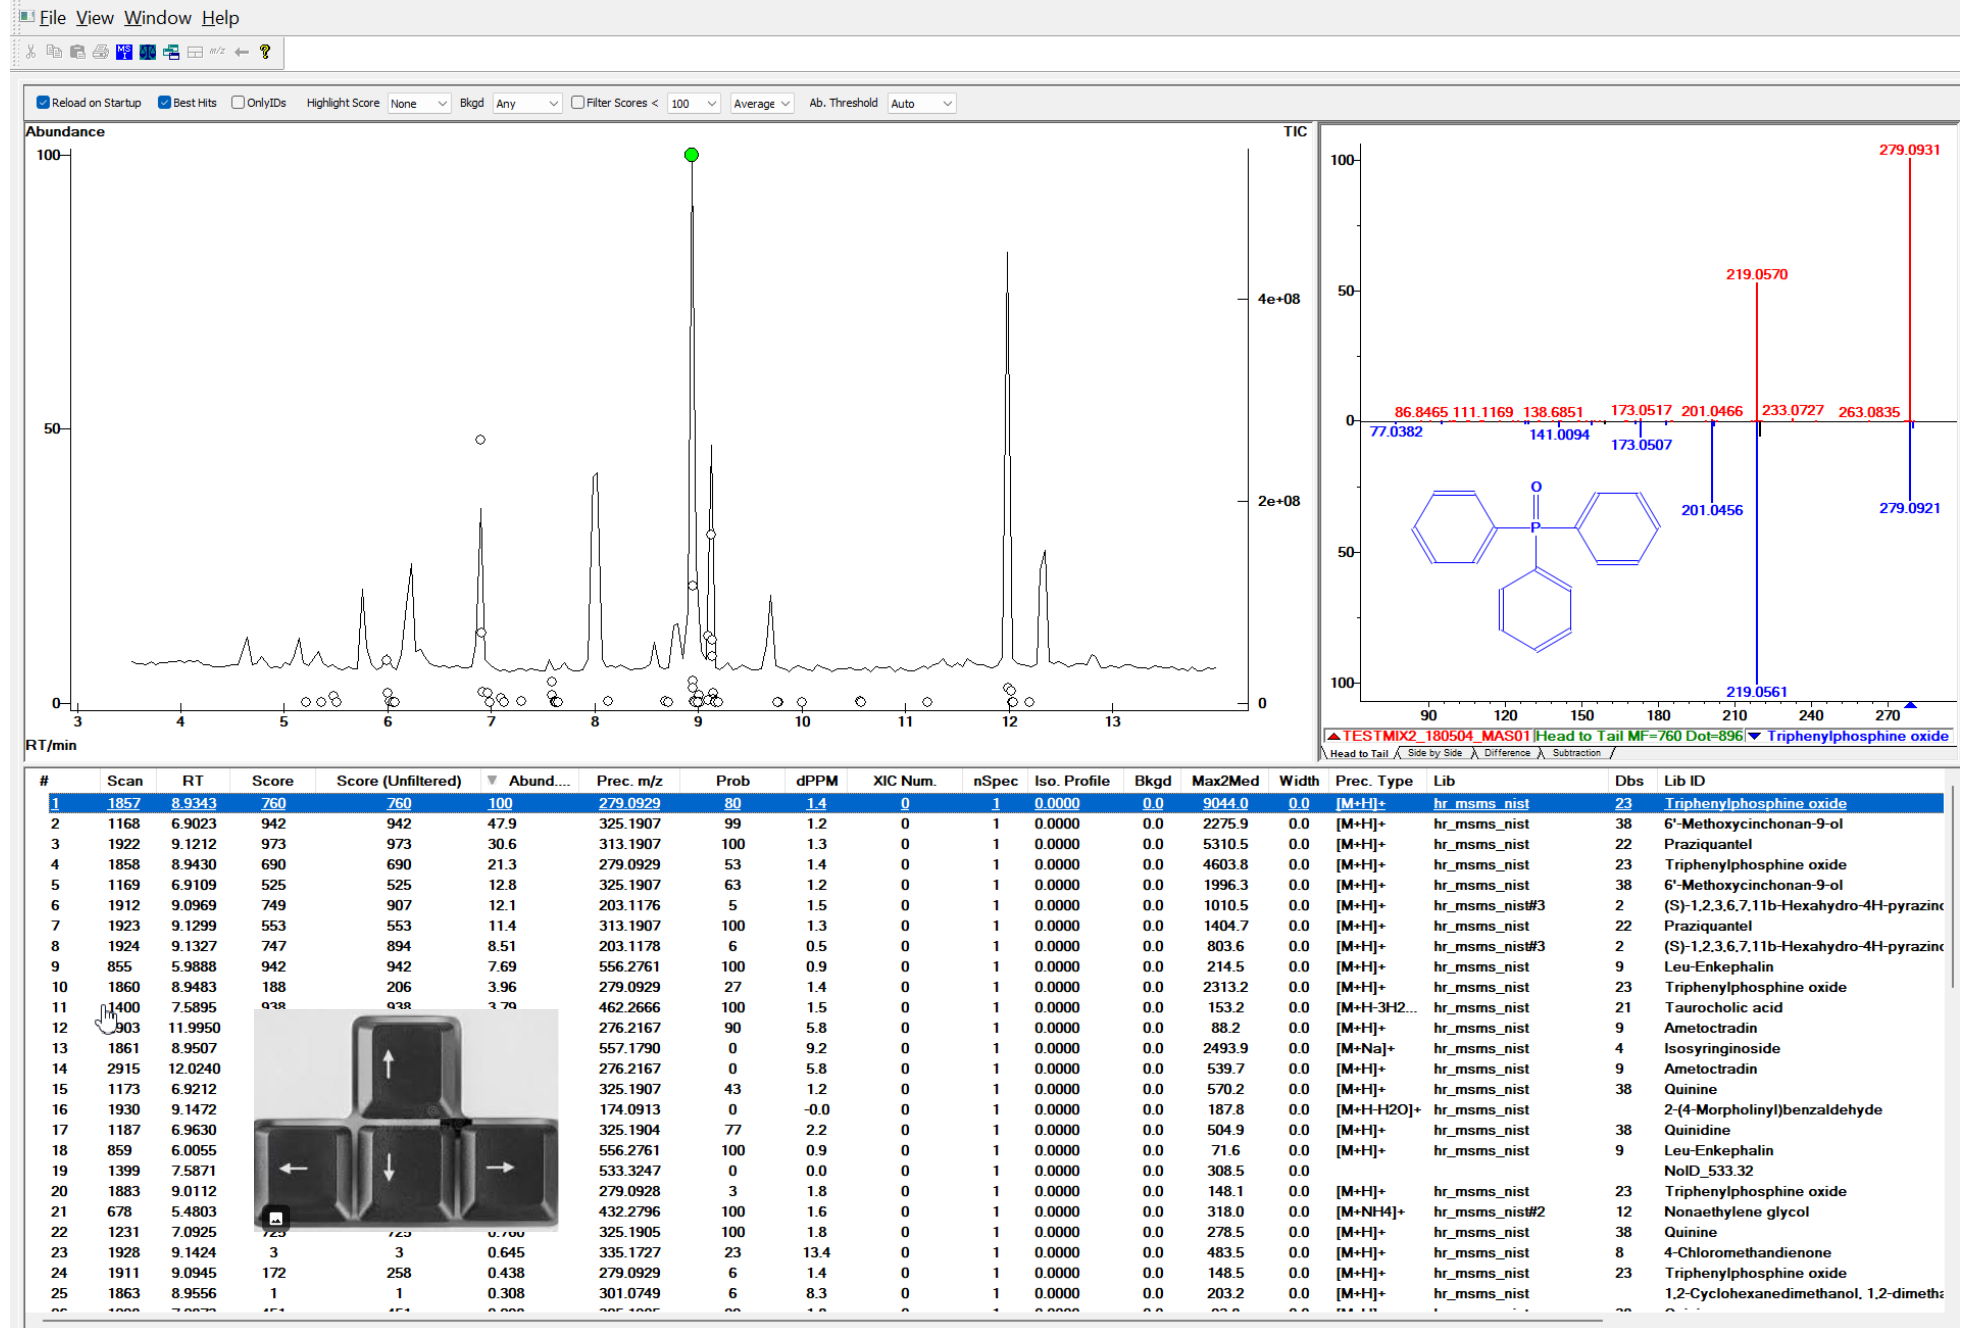 File View Window Help
m/z ?
Reload on Startup Best Hits OnlyIDs Highlight Score None Bkgd Any Filter Scores < 100 Average Ab. Threshold Auto
Abundance TIC
100
50
0
4e+08
2e+08
0
3 4 5 6 7 8 9 10 11 12 13
RT/min
100
50
0
50
100
279.0931
219.0570
86.8465 111.1169 138.6851 173.0517 201.0466 233.0727 263.0835
77.0382 141.0094 173.0507
201.0456 279.0921
O
P
219.0561
90 120 150 180 210 240 270
TESTMIX2_180504_MAS01 Head to Tail MF=760 Dot=896 Triphenylphosphine oxide
Head to Tail Side by Side Difference Subtraction
# Scan RT Score Score (Unfiltered) Abund.... Prec. m/z Prob dPPM XIC Num. nSpec Iso. Profile Bkgd Max2Med Width Prec. Type Lib Dbs Lib ID
1 1857 8.9343 760 760 100 279.0929 80 1.4 0 1 0.0000 0.0 9044.0 0.0 [M+H]+ hr_msms_nist 23 Triphenylphosphine oxide
2 1168 6.9023 942 942 47.9 325.1907 99 1.2 0 1 0.0000 0.0 2275.9 0.0 [M+H]+ hr_msms_nist 38 6'-Methoxycinchonan-9-ol
3 1922 9.1212 973 973 30.6 313.1907 100 1.3 0 1 0.0000 0.0 5310.5 0.0 [M+H]+ hr_msms_nist 22 Praziquantel
4 1858 8.9430 690 690 21.3 279.0929 53 1.4 0 1 0.0000 0.0 4603.8 0.0 [M+H]+ hr_msms_nist 23 Triphenylphosphine oxide
5 1169 6.9109 525 525 12.8 325.1907 63 1.2 0 1 0.0000 0.0 1996.3 0.0 [M+H]+ hr_msms_nist 38 6'-Methoxycinchonan-9-ol
6 1912 9.0969 749 907 12.1 203.1176 5 1.5 0 1 0.0000 0.0 1010.5 0.0 [M+H]+ hr_msms_nist#3 2 (S)-1,2,3,6,7,11b-Hexahydro-4H-pyrazino
7 1923 9.1299 553 553 11.4 313.1907 100 1.3 0 1 0.0000 0.0 1404.7 0.0 [M+H]+ hr_msms_nist 22 Praziquantel
8 1924 9.1327 747 894 8.51 203.1178 6 0.5 0 1 0.0000 0.0 803.6 0.0 [M+H]+ hr_msms_nist#3 2 (S)-1,2,3,6,7,11b-Hexahydro-4H-pyrazino
9 855 5.9888 942 942 7.69 556.2761 100 0.9 0 1 0.0000 0.0 214.5 0.0 [M+H]+ hr_msms_nist 9 Leu-Enkephalin
10 1860 8.9483 188 206 3.96 279.0929 27 1.4 0 1 0.0000 0.0 2313.2 0.0 [M+H]+ hr_msms_nist 23 Triphenylphosphine oxide
11 1400 7.5895 938 938 3.79 462.2666 100 1.5 0 1 0.0000 0.0 153.2 0.0 [M+H-3H2... hr_msms_nist 21 Taurocholic acid
12 903 11.9950 276.2167 90 5.8 0 1 0.0000 0.0 88.2 0.0 [M+H]+ hr_msms_nist 9 Ametoctradin
13 1861 8.9507 557.1790 0 9.2 0 1 0.0000 0.0 2493.9 0.0 [M+Na]+ hr_msms_nist 4 Isosyringinoside
14 2915 12.0240 276.2167 0 5.8 0 1 0.0000 0.0 539.7 0.0 [M+H]+ hr_msms_nist 9 Ametoctradin
15 1173 6.9212 325.1907 43 1.2 0 1 0.0000 0.0 570.2 0.0 [M+H]+ hr_msms_nist 38 Quinine
16 1930 9.1472 174.0913 0 -0.0 0 1 0.0000 0.0 187.8 0.0 [M+H-H2O]+ hr_msms_nist 2-(4-Morpholinyl)benzaldehyde
17 1187 6.9630 325.1904 77 2.2 0 1 0.0000 0.0 504.9 0.0 [M+H]+ hr_msms_nist 38 Quinidine
18 859 6.0055 556.2761 100 0.9 0 1 0.0000 0.0 71.6 0.0 [M+H]+ hr_msms_nist 9 Leu-Enkephalin
19 1399 7.5871 533.3247 0 0.0 0 1 0.0000 0.0 308.5 0.0 NoID_533.32
20 1883 9.0112 279.0928 3 1.8 0 1 0.0000 0.0 148.1 0.0 [M+H]+ hr_msms_nist 23 Triphenylphosphine oxide
21 678 5.4803 432.2796 100 1.6 0 1 0.0000 0.0 318.0 0.0 [M+NH4]+ hr_msms_nist#2 12 Nonaethylene glycol
22 1231 7.0925 725 725 0.760 325.1905 100 1.8 0 1 0.0000 0.0 278.5 0.0 [M+H]+ hr_msms_nist 38 Quinine
23 1928 9.1424 3 3 0.645 335.1727 23 13.4 0 1 0.0000 0.0 483.5 0.0 [M+H]+ hr_msms_nist 8 4-Chloromethandienone
24 1911 9.0945 172 258 0.438 279.0929 6 1.4 0 1 0.0000 0.0 148.5 0.0 [M+H]+ hr_msms_nist 23 Triphenylphosphine oxide
25 1863 8.9556 1 1 0.308 301.0749 6 8.3 0 1 0.0000 0.0 203.2 0.0 [M+H]+ hr_msms_nist 1,2-Cyclohexanedimethanol, 1,2-dimetha